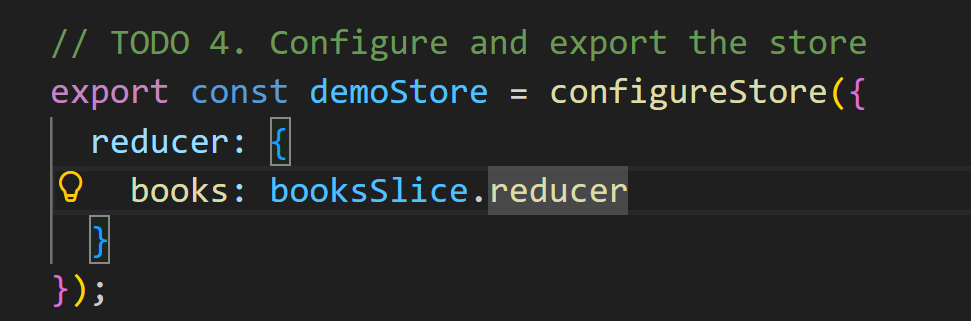 // TODO 4. Configure and export the store
export const demoStore = configureStore({
  reducer: {
    books: booksSlice.reducer
  }
});